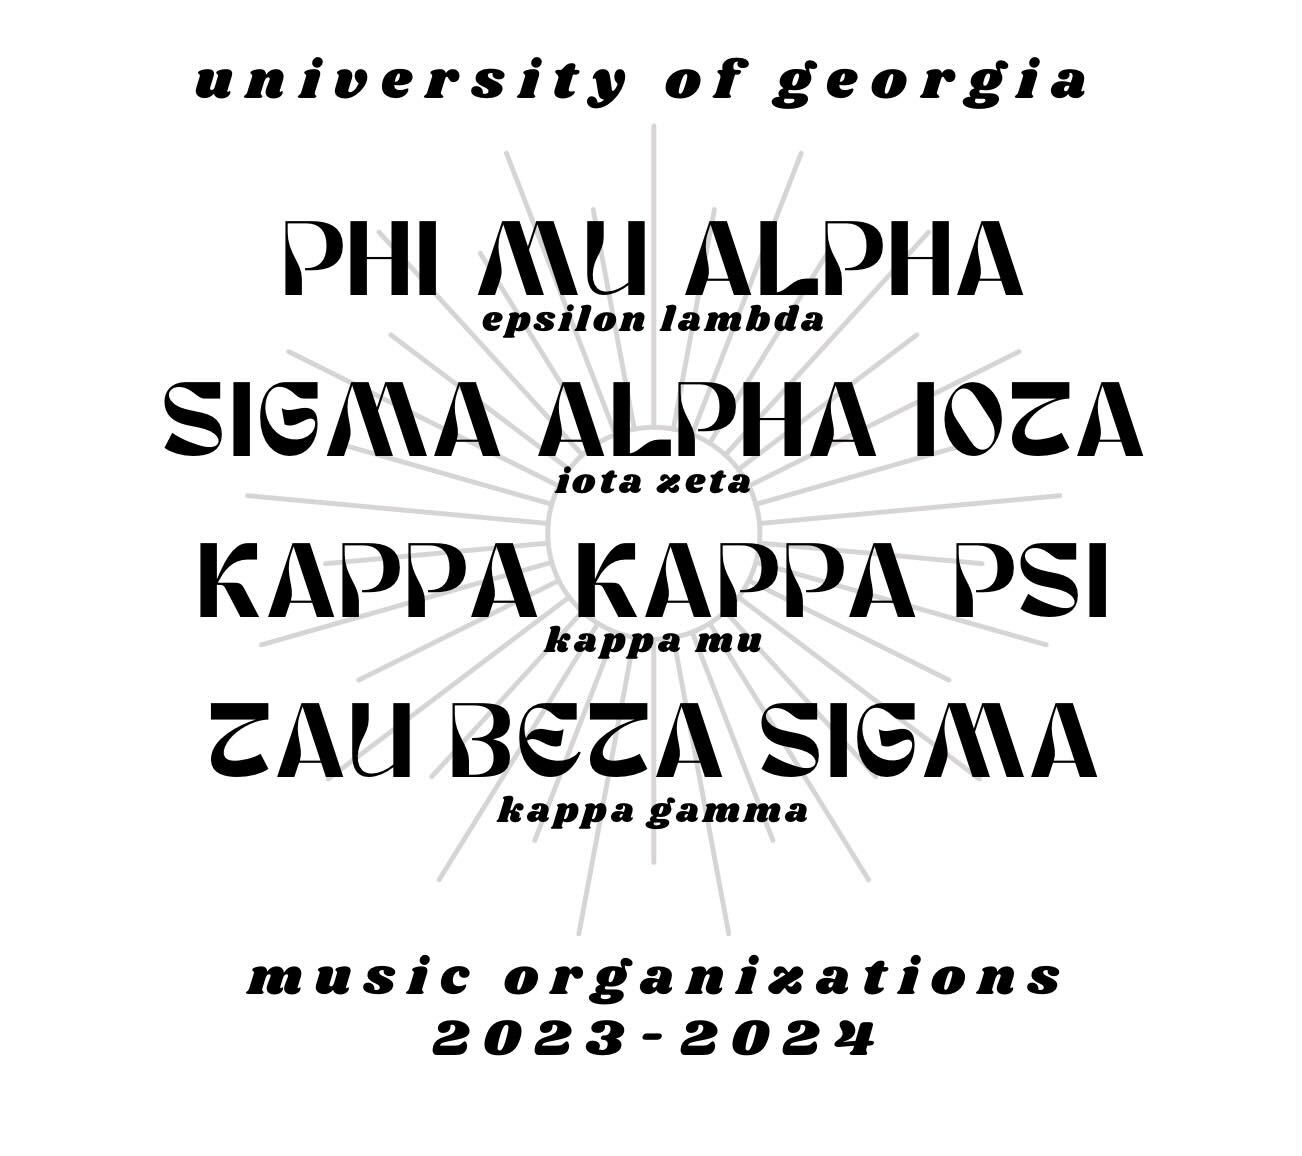 university of georgia
PHI MU ALPHA
epsilon lambda
SIGMA ALPHA IOTA
iota zeta
KAPPA KAPPA PSI
kappa mu
TAU BETA SIGMA
kappa gamma
music organizations
2023-2024